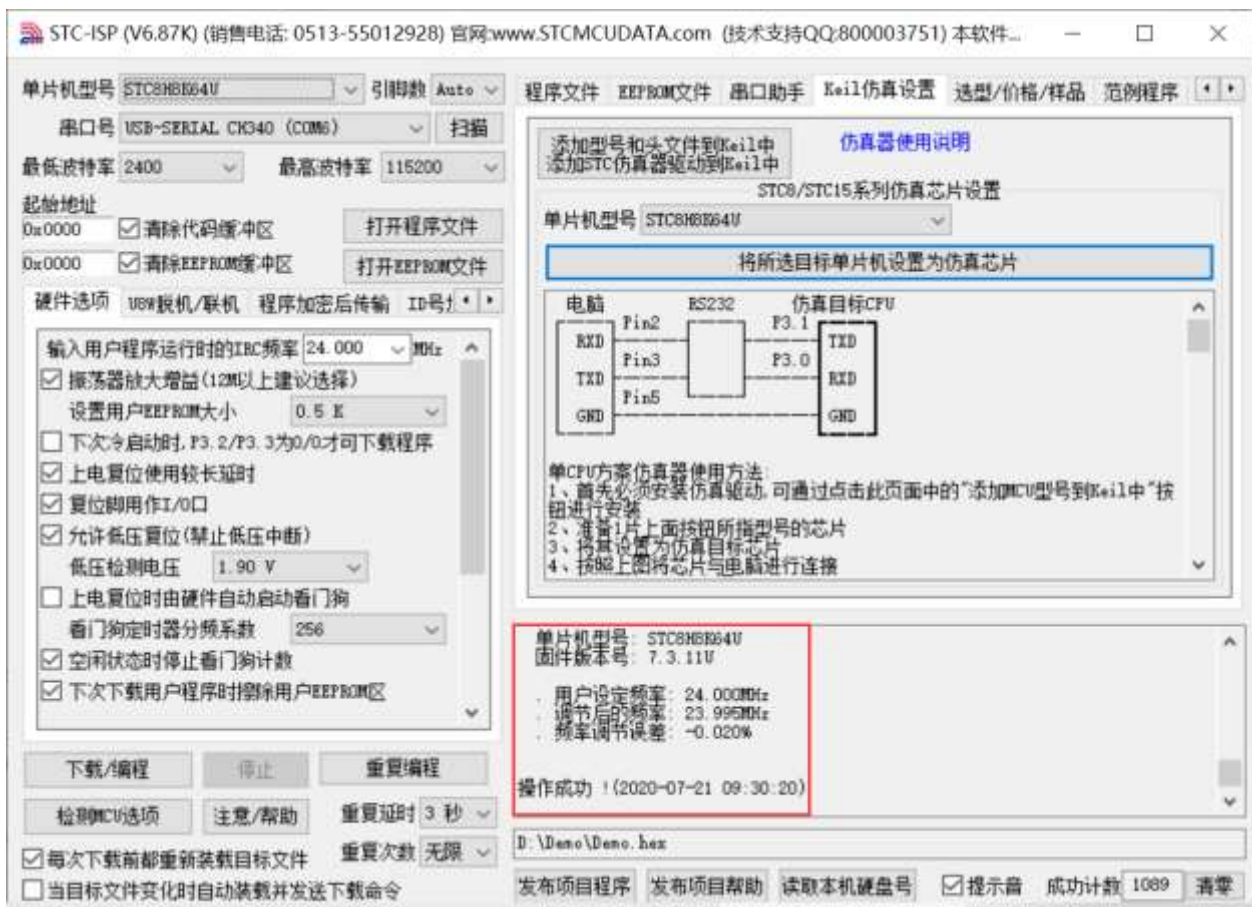 STC-ISP (V6.87K) (销售电话: 0513-55012928) 官网:www.STCMCUDATA.com (技术支持QQ:800003751) 本软件...
单片机型号 STC8H8K64U 引脚数 Auto
串口号 USB-SERIAL CH340 (COM6) 扫描
最低波特率 2400 最高波特率 115200
起始地址
0x0000 清除代码缓冲区 打开程序文件
0x0000 清除EEPROM缓冲区 打开EEPROM文件
硬件选项 U8W脱机/联机 程序加密后传输 ID号
输入用户程序运行时的IRC频率 24.000 MHz
振荡器放大增益(12M以上建议选择)
设置用户EEPROM大小 0.5 K
下次冷启动时,P3.2/P3.3为0/0才可下载程序
上电复位使用较长延时
复位脚用作I/O口
允许低压复位(禁止低压中断)
低压检测电压 1.90 V
上电复位时由硬件自动启动看门狗
看门狗定时器分频系数 256
空闲状态时停止看门狗计数
下次下载用户程序时擦除用户EEPROM区
下载/编程 停止 重复编程
检测MCU选项 注意/帮助 重复延时 3 秒
每次下载前都重新装载目标文件 重复次数 无限
当目标文件变化时自动装载并发送下载命令
程序文件 EEPROM文件 串口助手 Keil仿真设置 选型/价格/样品 范例程序
添加型号和头文件到Keil中
添加STC仿真器驱动到Keil中
仿真器使用说明
STC8/STC15系列仿真芯片设置
单片机型号 STC8H8K64U
将所选目标单片机设置为仿真芯片
电脑 RS232 仿真目标CPU
RXD Pin2 P3.1 TXD
TXD Pin3 P3.0 RXD
GND Pin5 GND
单CPU方案仿真器使用方法:
1、首先必须安装仿真驱动,可通过点击此页面中的"添加MCU型号到Keil中"按
钮进行安装
2、准备1片上面按钮所指型号的芯片
3、将其设置为仿真目标芯片
4、按照上图将芯片与电脑进行连接
单片机型号: STC8H8K64U
固件版本号: 7.3.11U
. 用户设定频率: 24.000MHz
. 调节后的频率: 23.995MHz
. 频率调节误差: -0.020%
操作成功 !(2020-07-21 09:30:20)
D:\Demo\Demo.hex
发布项目程序 发布项目帮助 读取本机硬盘号 提示音 成功计数 1089 清零